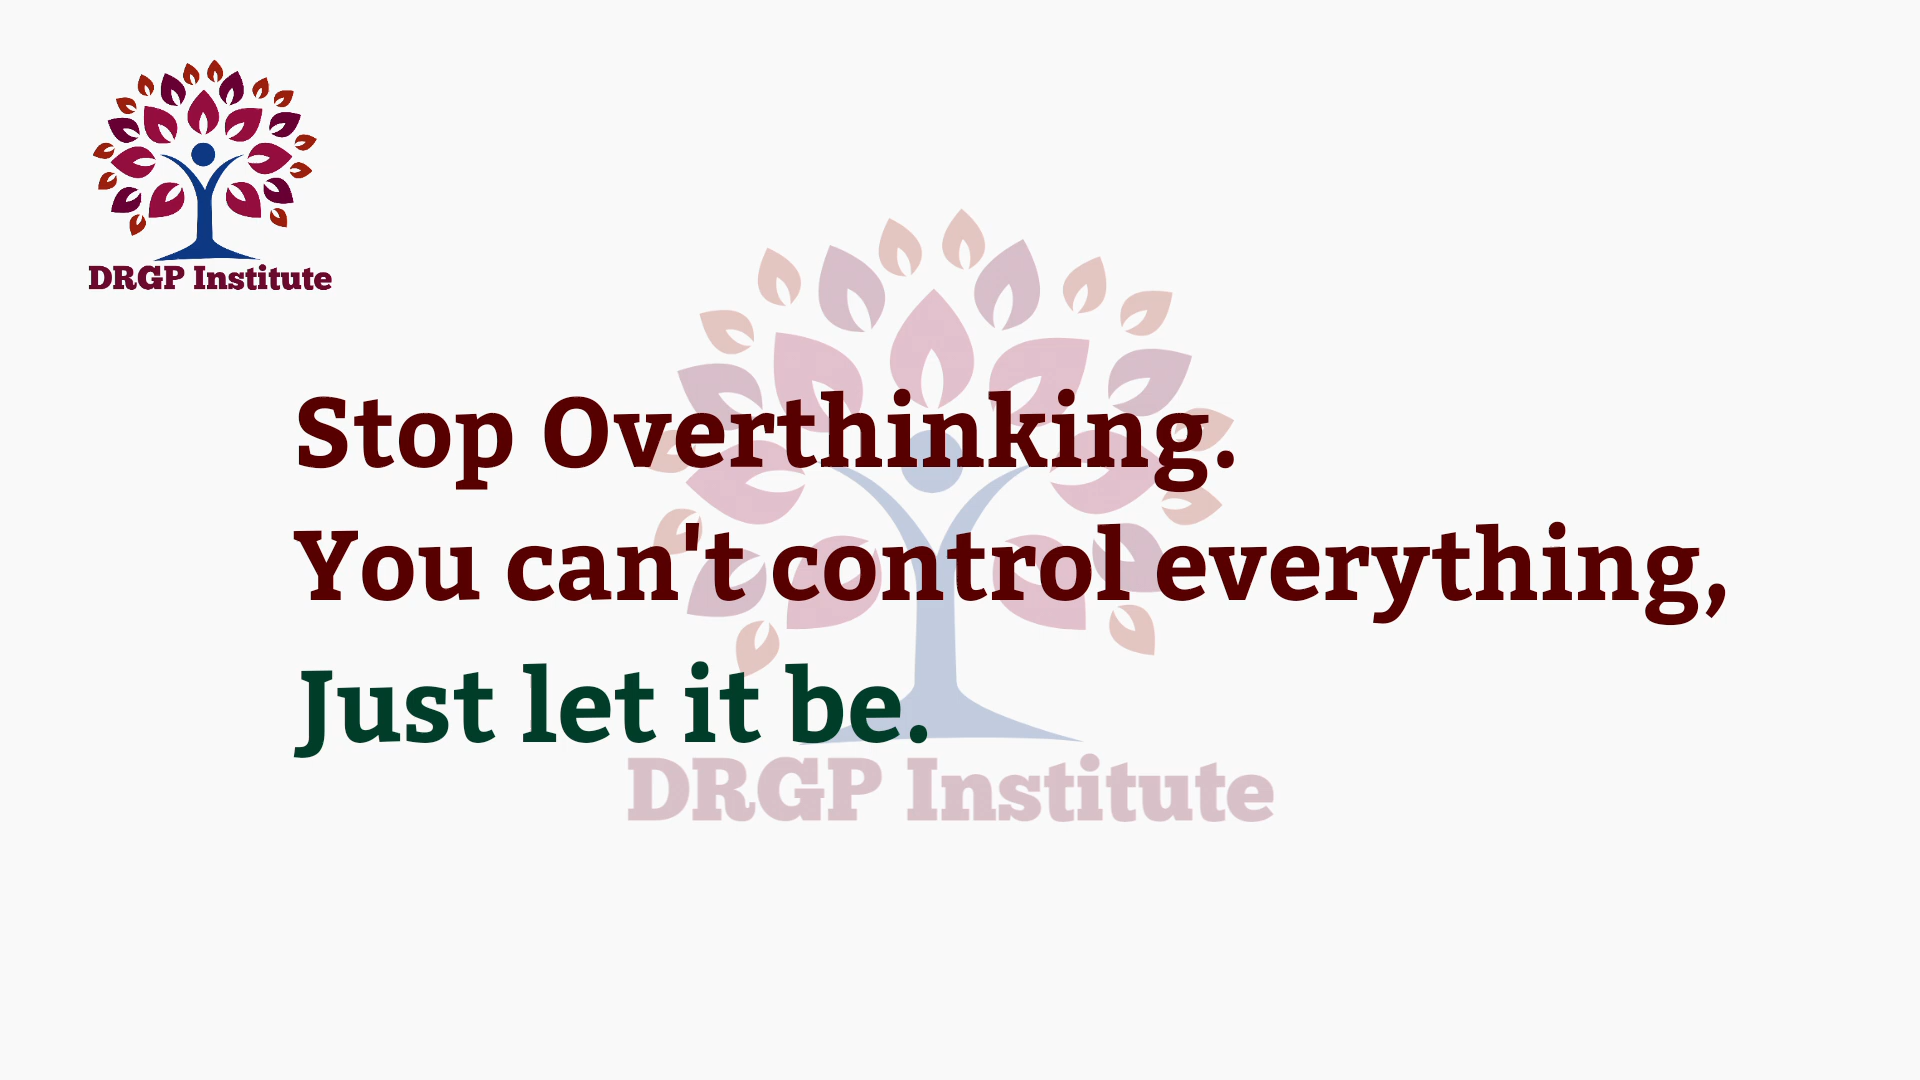 DRGP Institute
Stop Overthinking.
You can't control everything,
Just let it be.
DRGP Institute